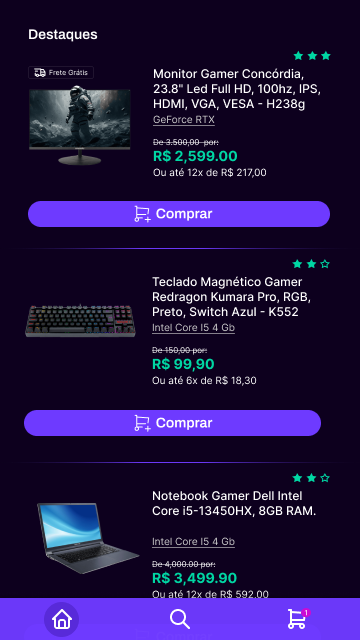 Destaques
Frete Grátis
Monitor Gamer Concórdia,
23.8" Led Full HD, 100hz, IPS,
HDMI, VGA, VESA - H238g
GeForce RTX
De 3.500,00 por:
R$ 2,599.00
Ou até 12x de R$ 217,00
Comprar
Teclado Magnético Gamer
Redragon Kumara Pro, RGB,
Preto, Switch Azul - K552
Intel Core I5 4 Gb
De 150,00 por:
R$ 99,90
Ou até 6x de R$ 18,30
Comprar
Notebook Gamer Dell Intel
Core i5-13450HX, 8GB RAM.
Intel Core I5 4 Gb
De 4,000.00 por:
R$ 3,499.90
Ou até 12x de R$ 592,00
1